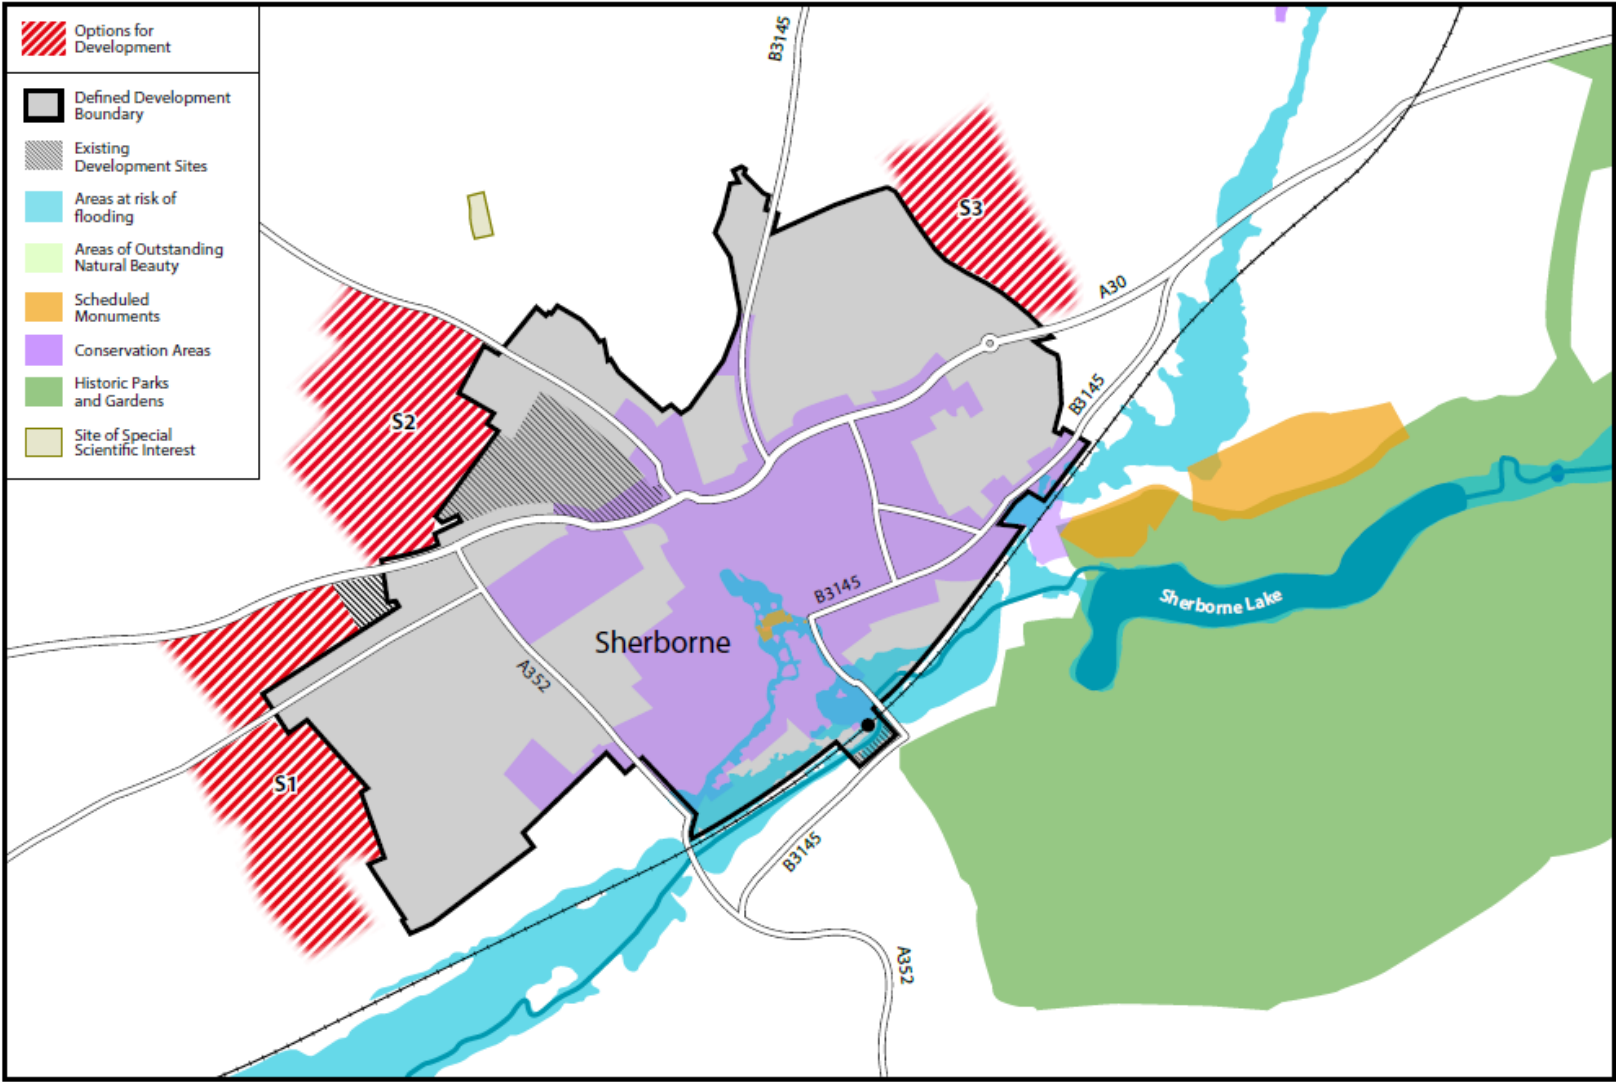 Options for
Development
Defined Development
Boundary
Existing
Development Sites
Areas at risk of
flooding
Areas of Outstanding
Natural Beauty
Scheduled
Monuments
Conservation Areas
Historic Parks
and Gardens
Site of Special
Scientific Interest
B3145
S3
A30
B3145
S2
B3145
Sherborne Lake
Sherborne
A352
S1
B3145
A352